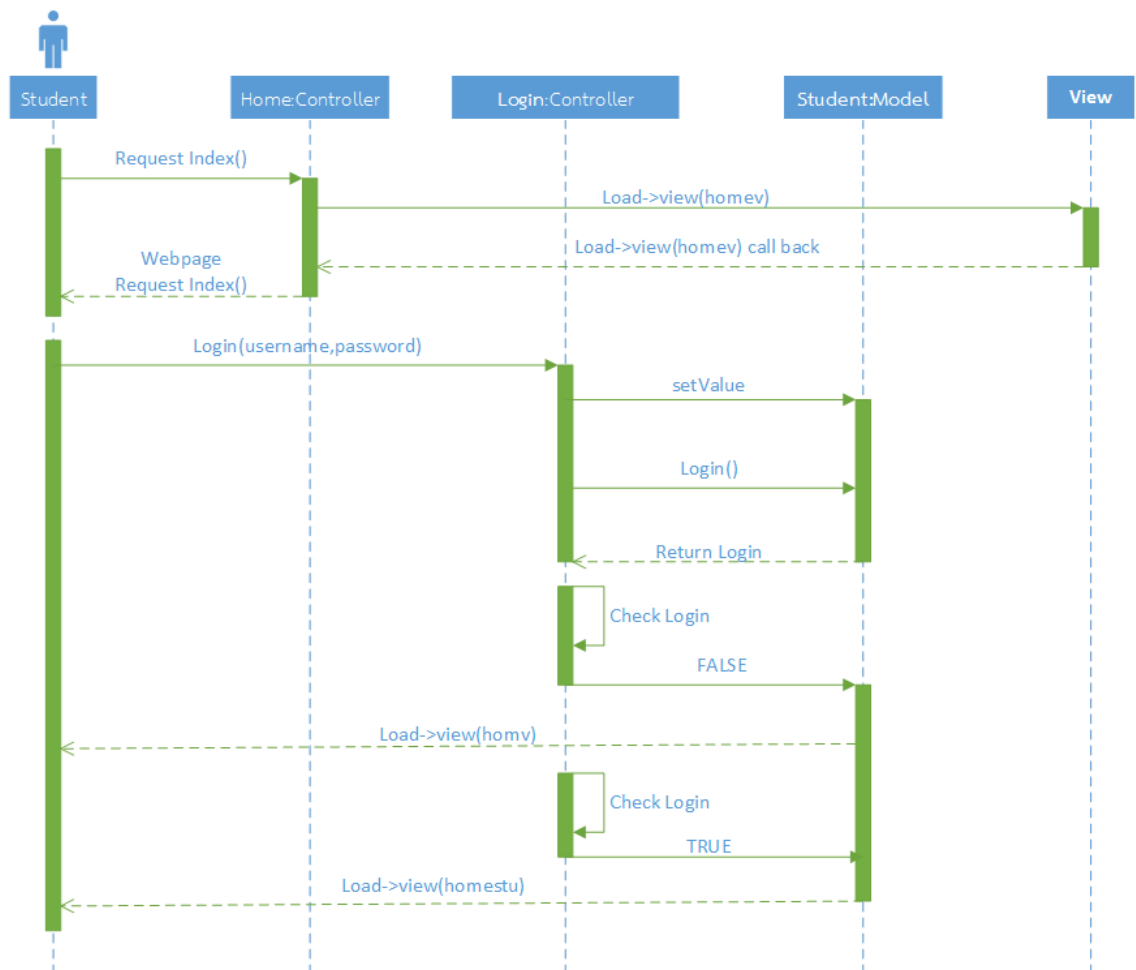 Student
Home:Controller
Login:Controller
Student:Model
View
Request Index()
Load->view(homev)
Load->view(homev) call back
Webpage
Request Index()
Login(username,password)
setValue
Login()
Return Login
Check Login
FALSE
Load->view(homv)
Check Login
TRUE
Load->view(homestu)